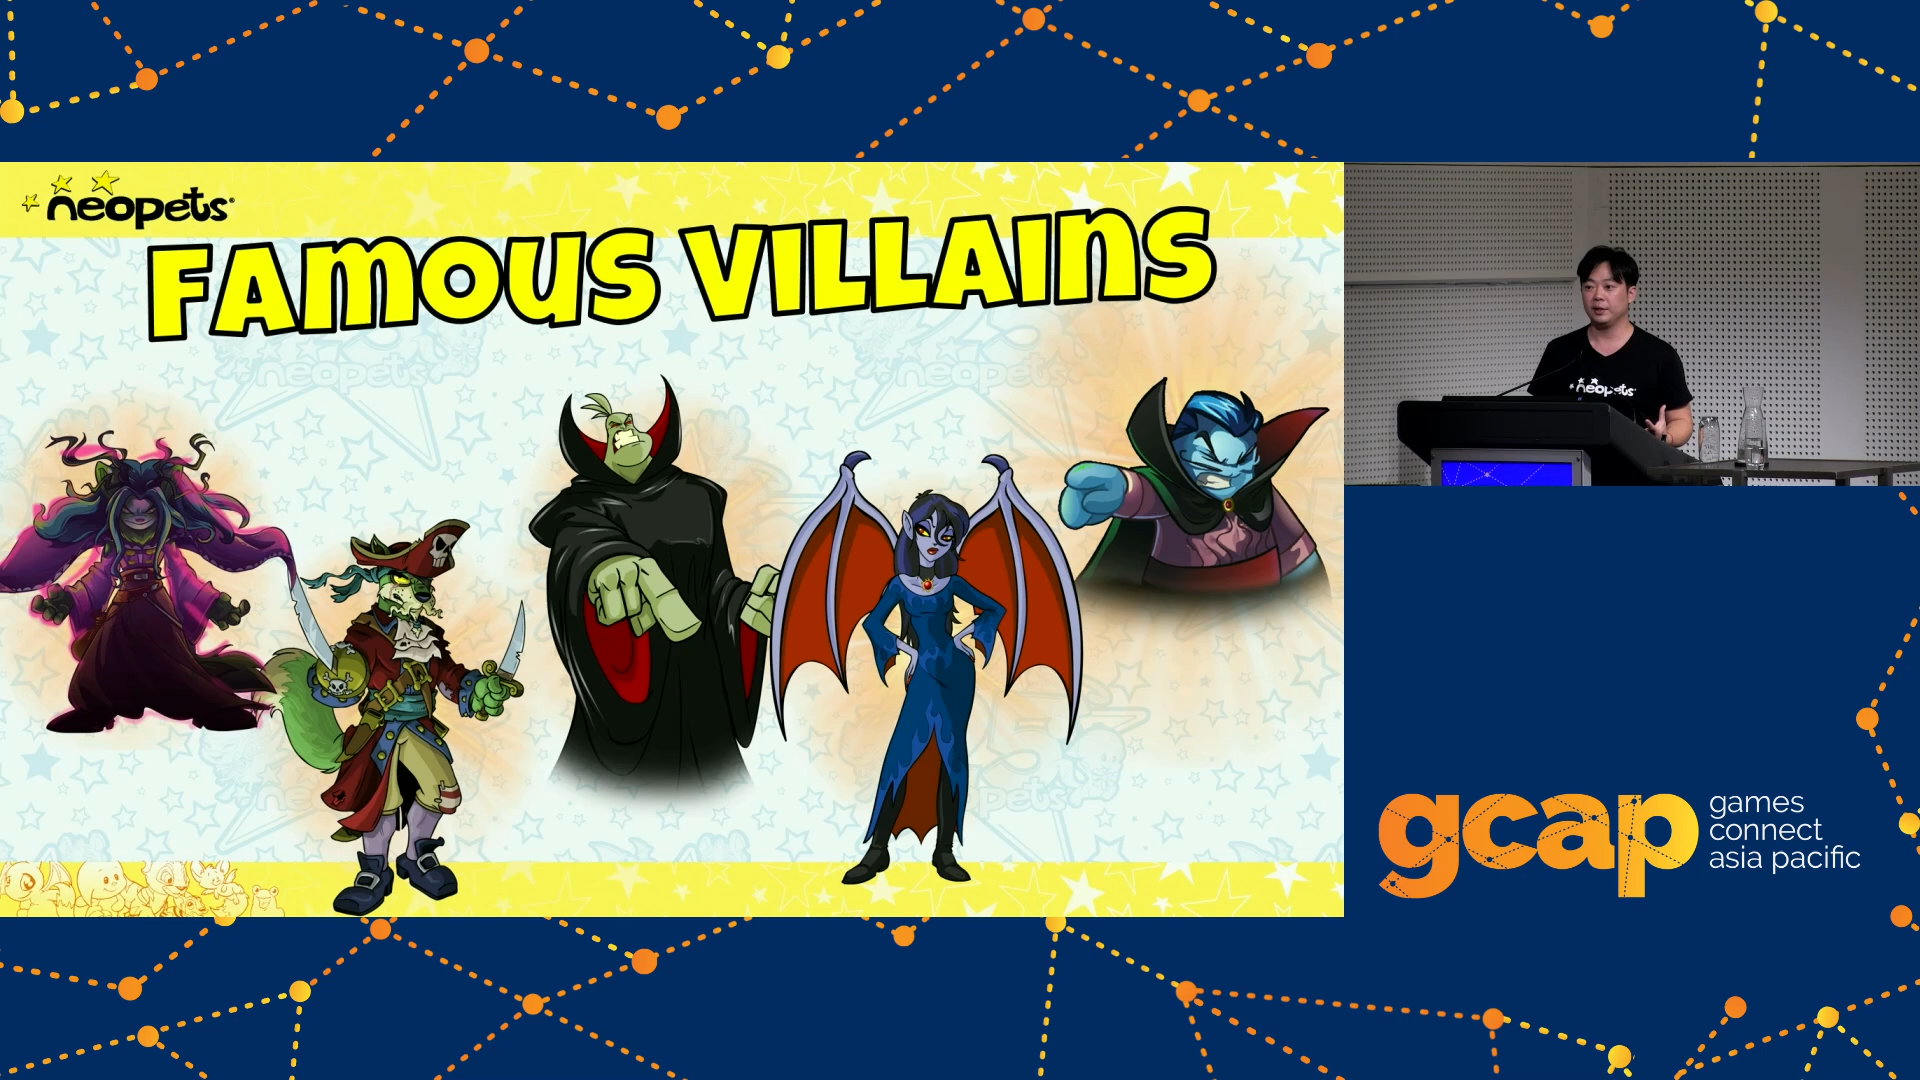 neopets
FAMOUS VILLAINS
neopets
gcap
games
connect
asia pacific